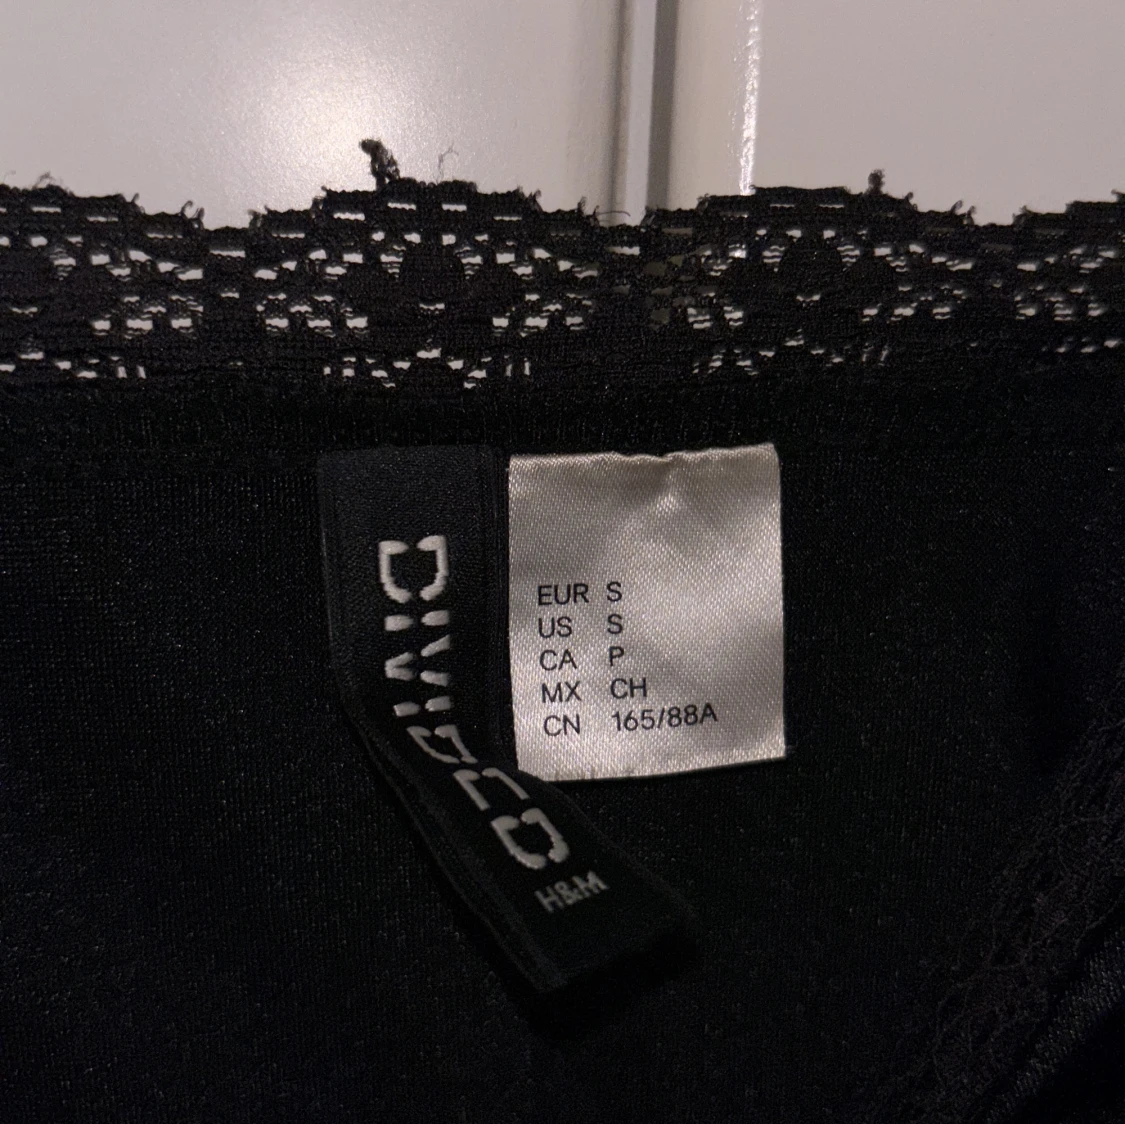 DIVIDED
H&M
EUR S
US S
CA P
MX CH
CN 165/88A